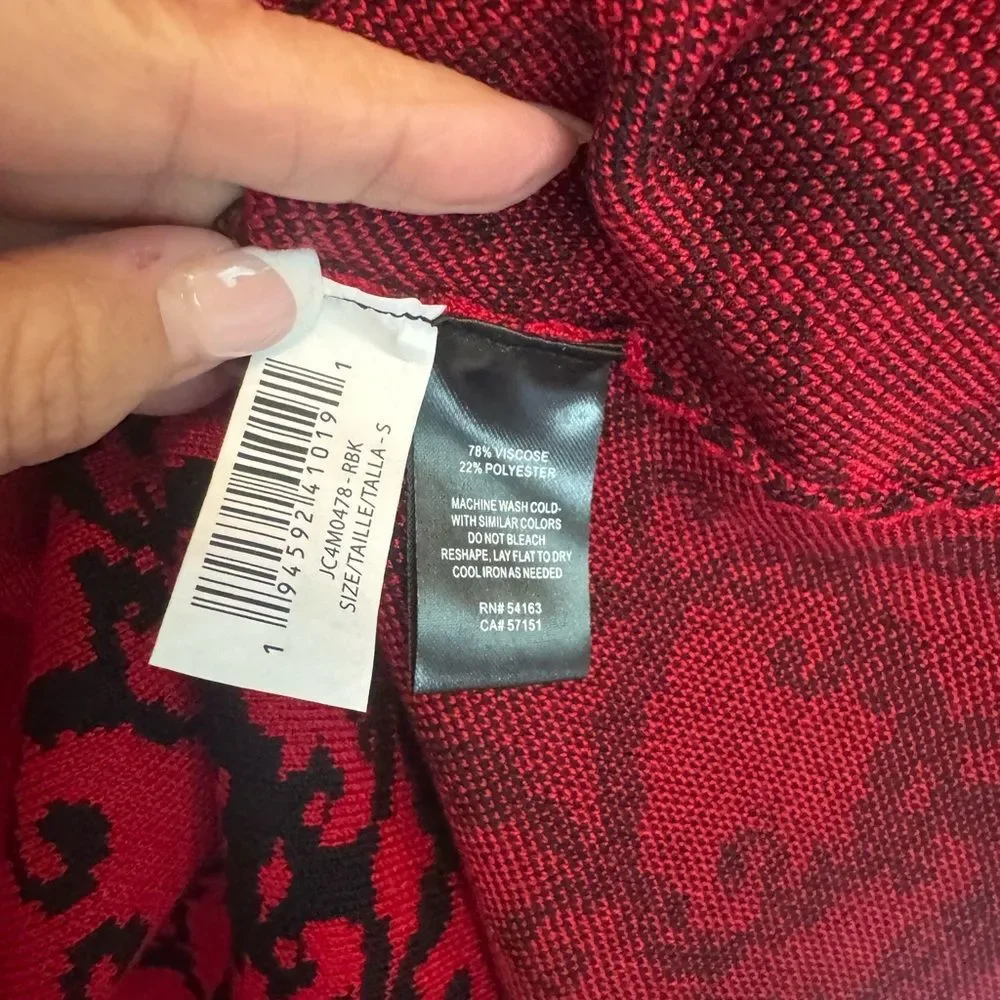 1 94592 41019 1
JC4M0478-RBK
SIZE/TAILLE/TALLA-S
78% VISCOSE
22% POLYESTER
MACHINE WASH COLD-
WITH SIMILAR COLORS
DO NOT BLEACH
RESHAPE, LAY FLAT TO DRY
COOL IRON AS NEEDED
RN# 54163
CA# 57151